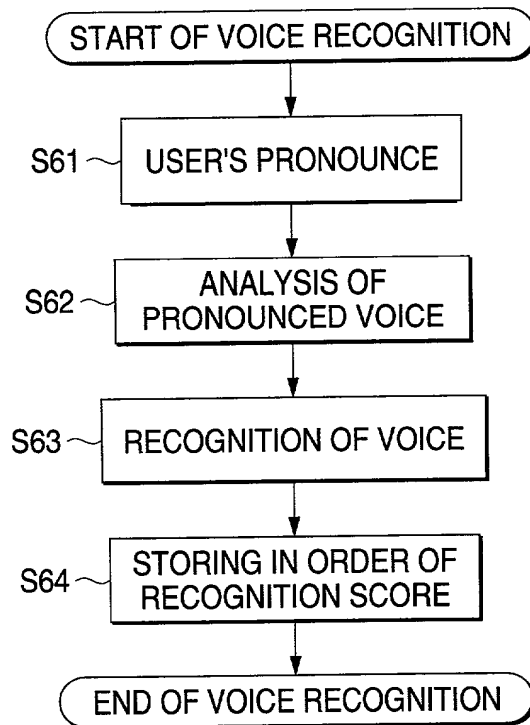 START OF VOICE RECOGNITION
S61 USER'S PRONOUNCE
S62 ANALYSIS OF
PRONOUNCED VOICE
S63 RECOGNITION OF VOICE
S64 STORING IN ORDER OF
RECOGNITION SCORE
END OF VOICE RECOGNITION